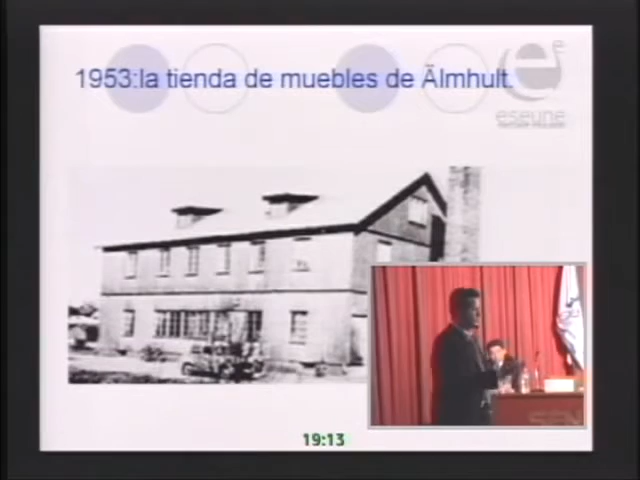 1953:la tienda de muebles de Älmhult.
e
e
eseune
19:13